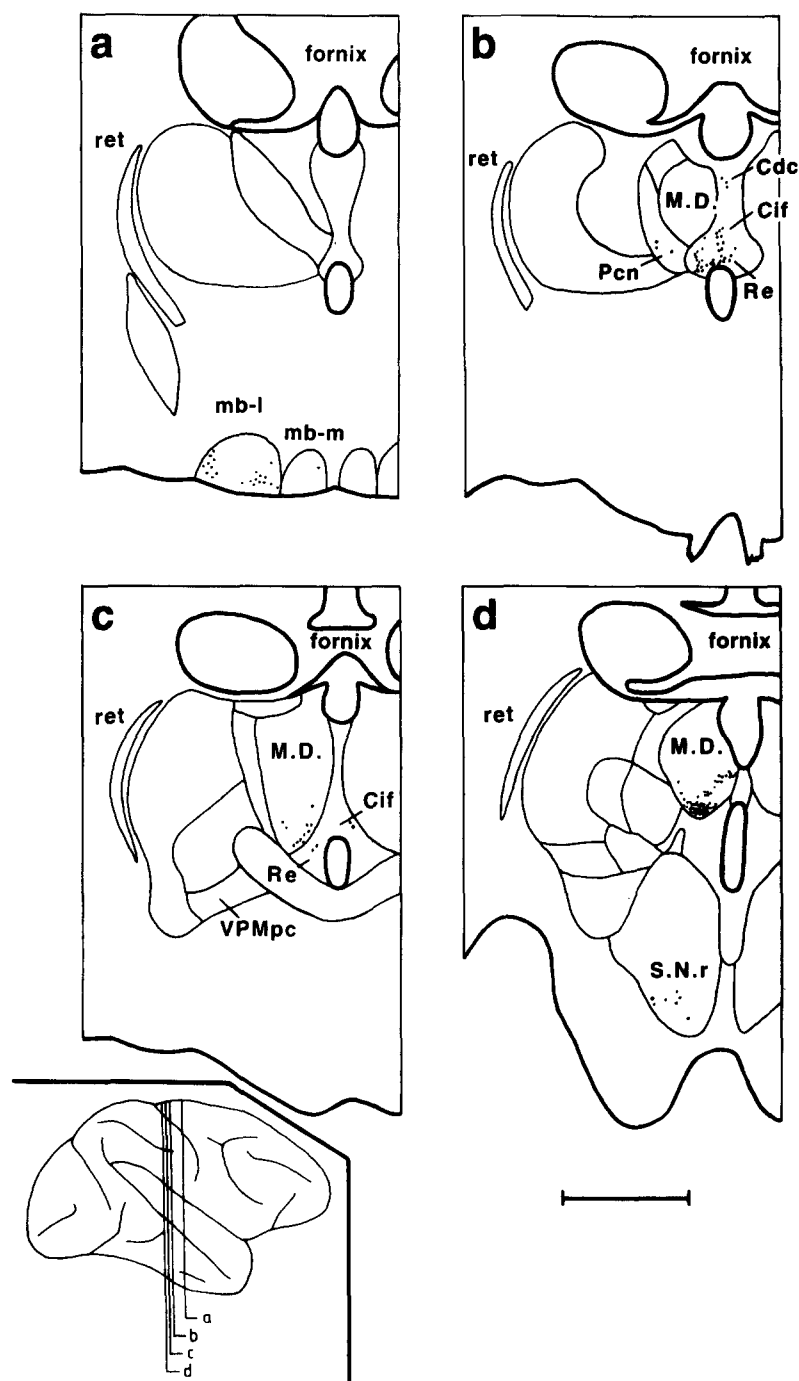 a
fornix
ret
mb-l
mb-m
b
fornix
ret
Cdc
M.D.
Cif
Pcn
Re
c
fornix
ret
M.D.
Cif
Re
VPMpc
d
fornix
ret
M.D.
S.N.r
a
b
c
d